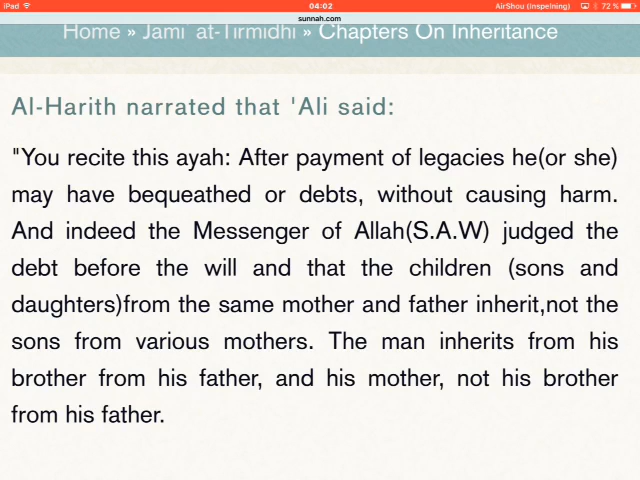 iPad
04:02
AirShou (Inspelning)
72 %
sunnah.com
Home » Jami` at-Tirmidhi » Chapters On Inheritance
Al-Harith narrated that 'Ali said:
"You recite this ayah: After payment of legacies he(or she)
may have bequeathed or debts, without causing harm.
And indeed the Messenger of Allah(S.A.W) judged the
debt before the will and that the children (sons and
daughters)from the same mother and father inherit,not the
sons from various mothers. The man inherits from his
brother from his father, and his mother, not his brother
from his father.